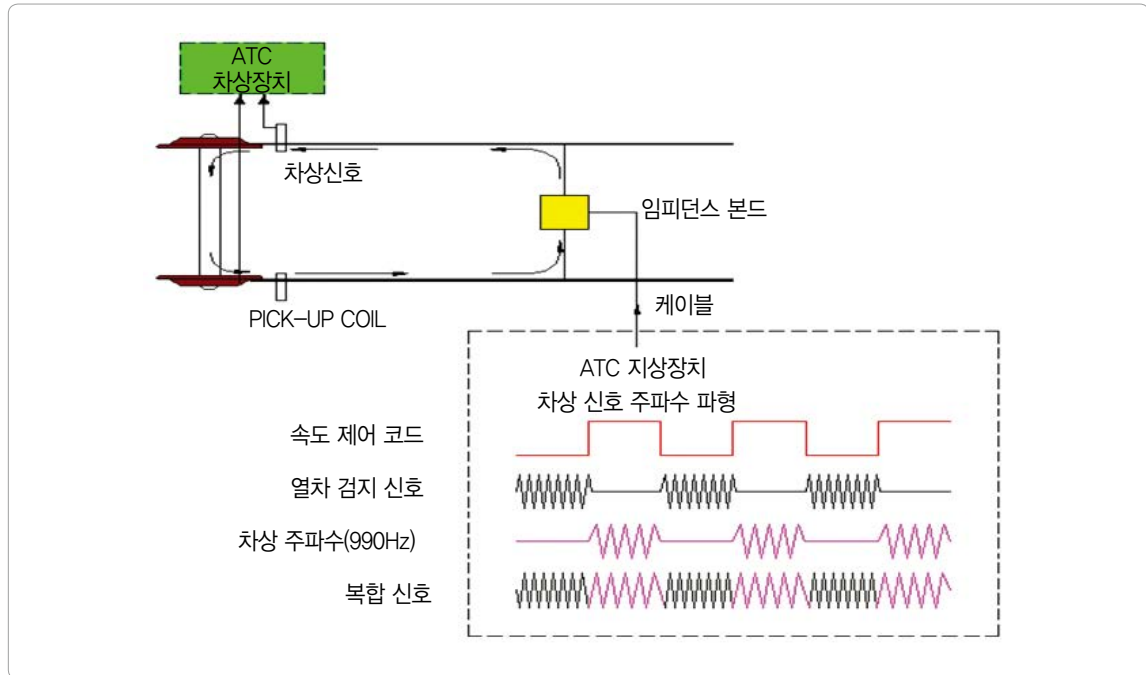 ATC
차상장치
차상신호
임피던스 본드
PICK-UP COIL
케이블
ATC 지상장치
차상 신호 주파수 파형
속도 제어 코드
열차 검지 신호
차상 주파수(990Hz)
복합 신호